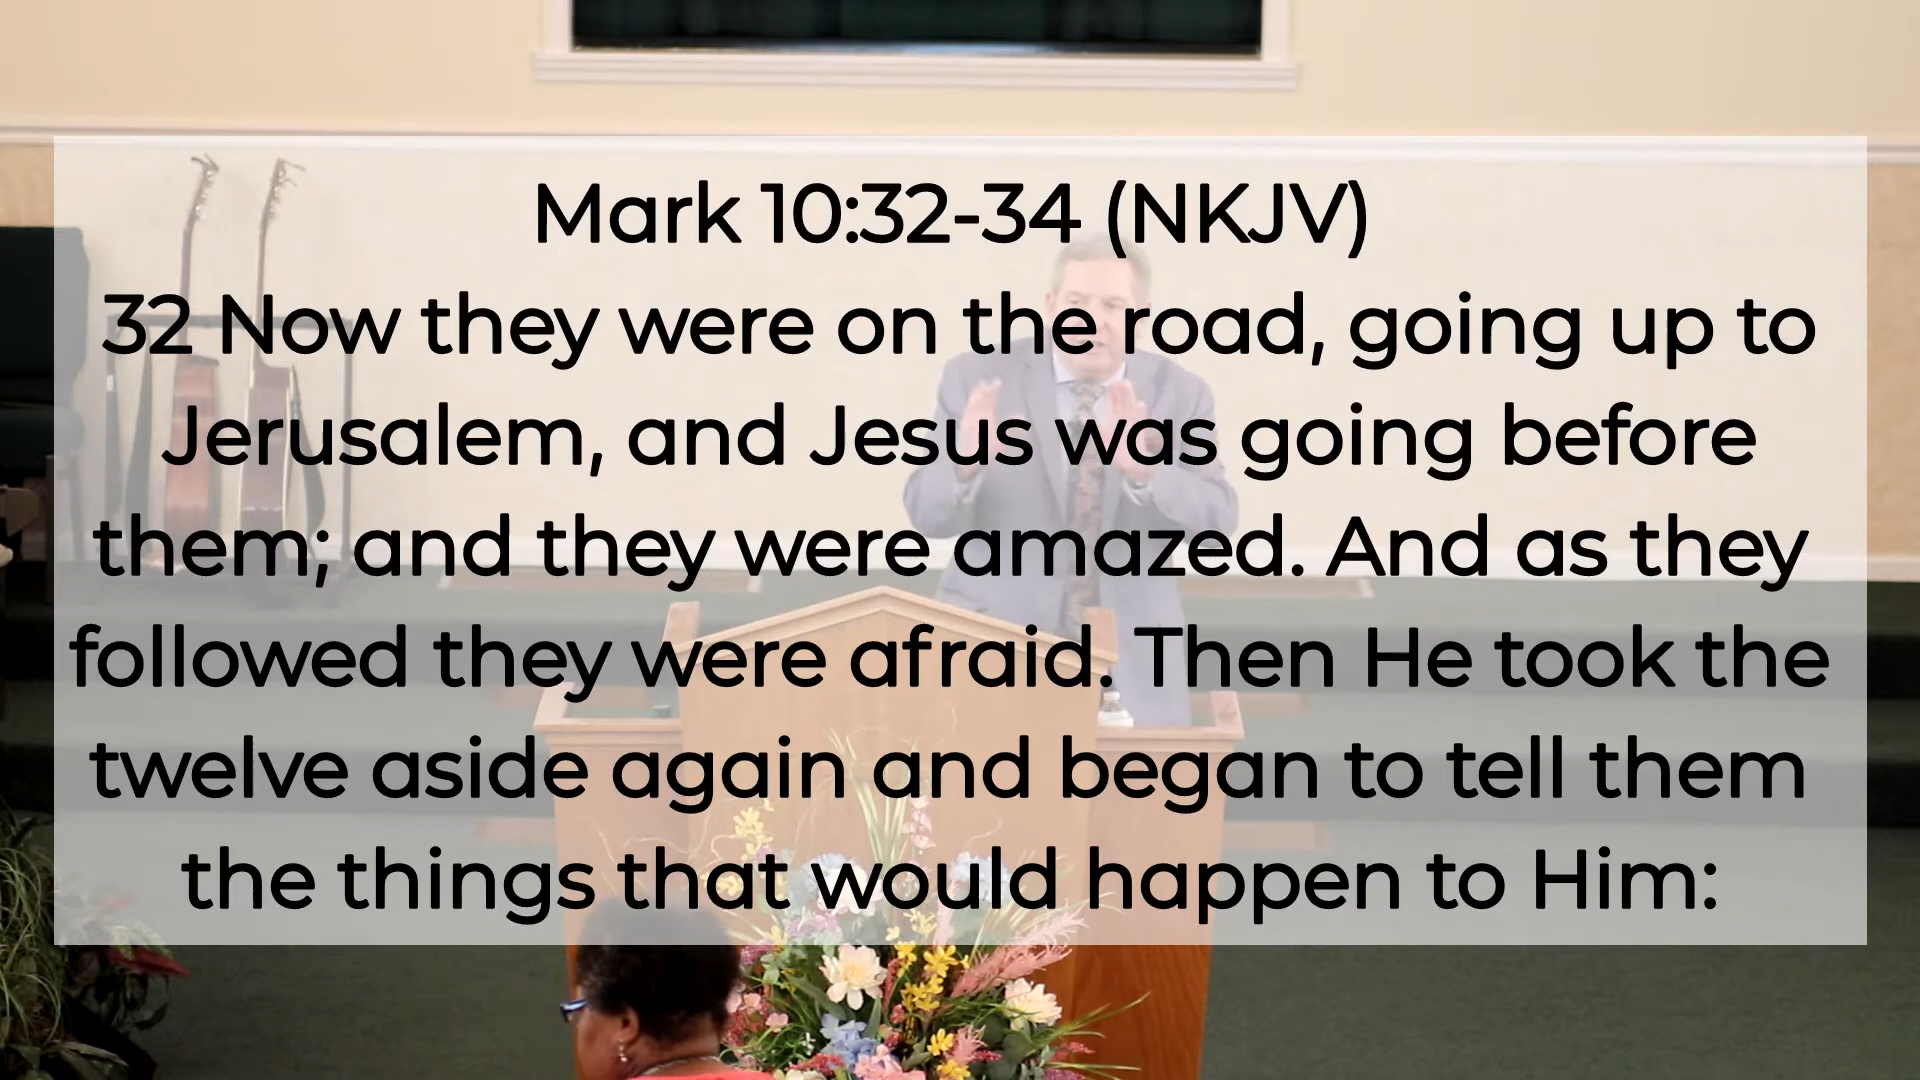 Mark 10:32-34 (NKJV)
32 Now they were on the road, going up to
Jerusalem, and Jesus was going before
them; and they were amazed. And as they
followed they were afraid. Then He took the
twelve aside again and began to tell them
the things that would happen to Him: